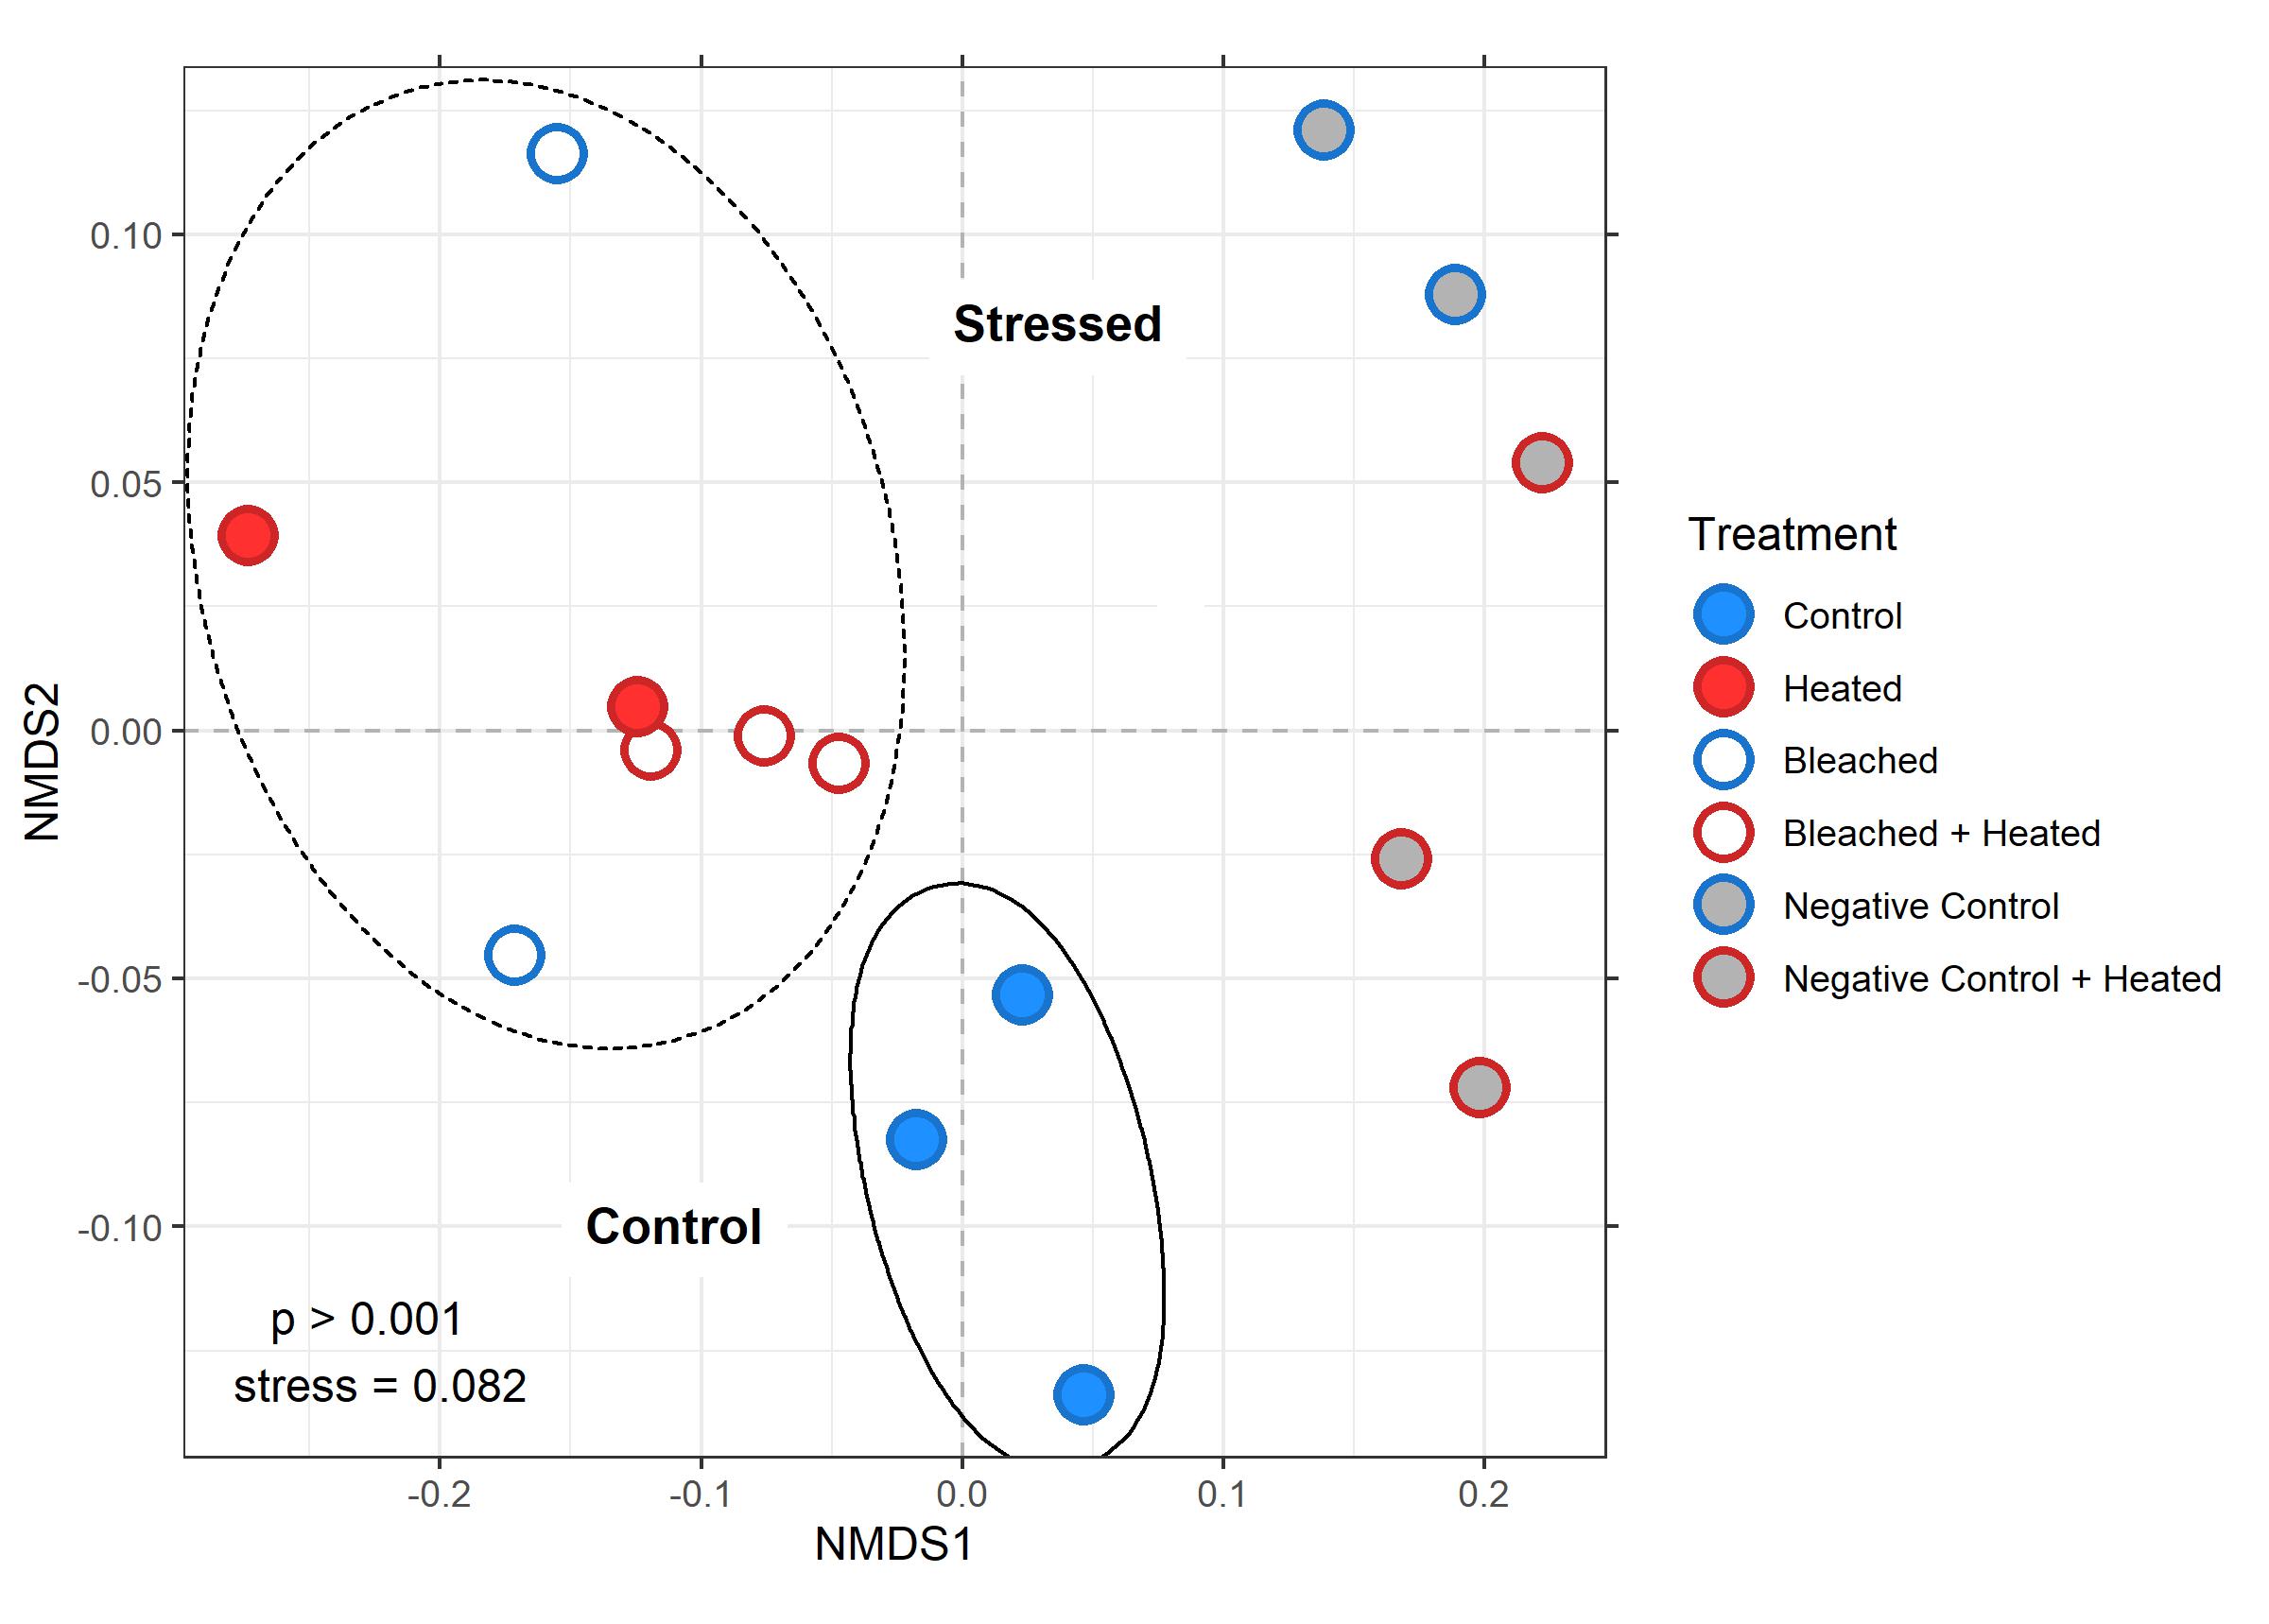 0.10
0.05
0.00
-0.05
-0.10
NMDS2
Stressed
Control
p > 0.001
stress = 0.082
-0.2
-0.1
0.0
0.1
0.2
NMDS1
Treatment
Control
Heated
Bleached
Bleached + Heated
Negative Control
Negative Control + Heated